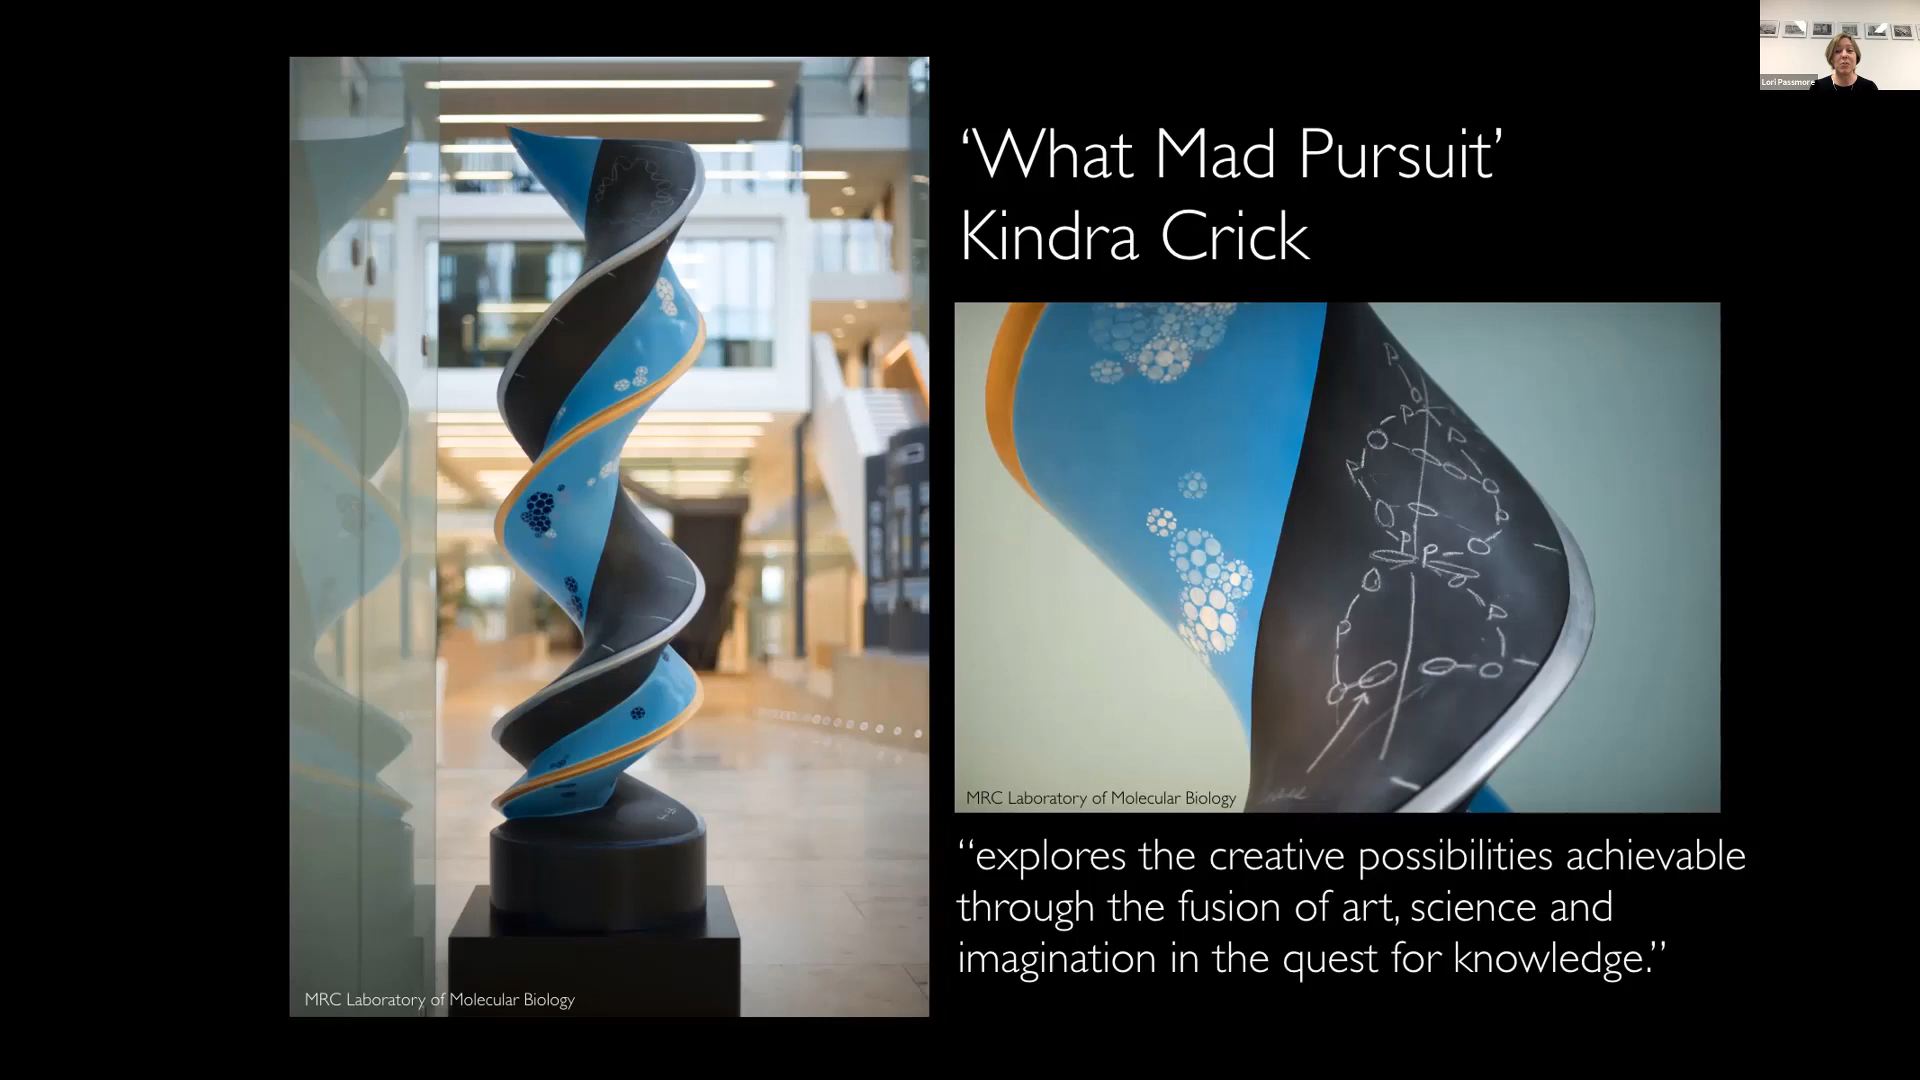 Lori Passmore
‘What Mad Pursuit’
Kindra Crick
MRC Laboratory of Molecular Biology
“explores the creative possibilities achievable
through the fusion of art, science and
imagination in the quest for knowledge.”
MRC Laboratory of Molecular Biology